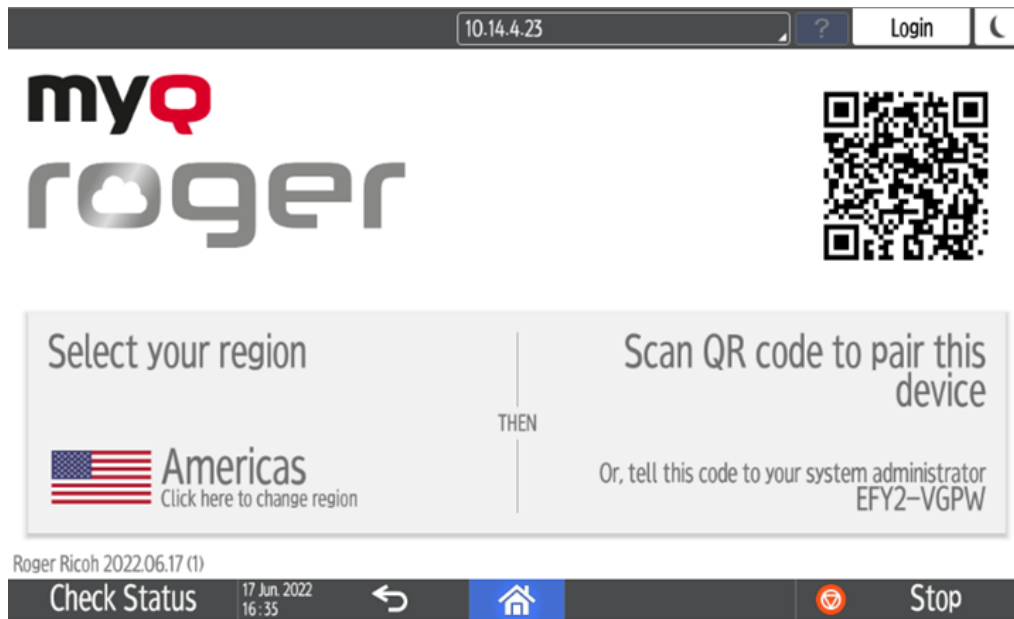 10.14.4.23
?
Login
myQ
roger
Select your region
Scan QR code to pair this
device
THEN
Americas
Click here to change region
Or, tell this code to your system administrator
EFY2-VGPW
Roger Ricoh 2022.06.17 (1)
Check Status
17 Jun. 2022
16:35
Stop